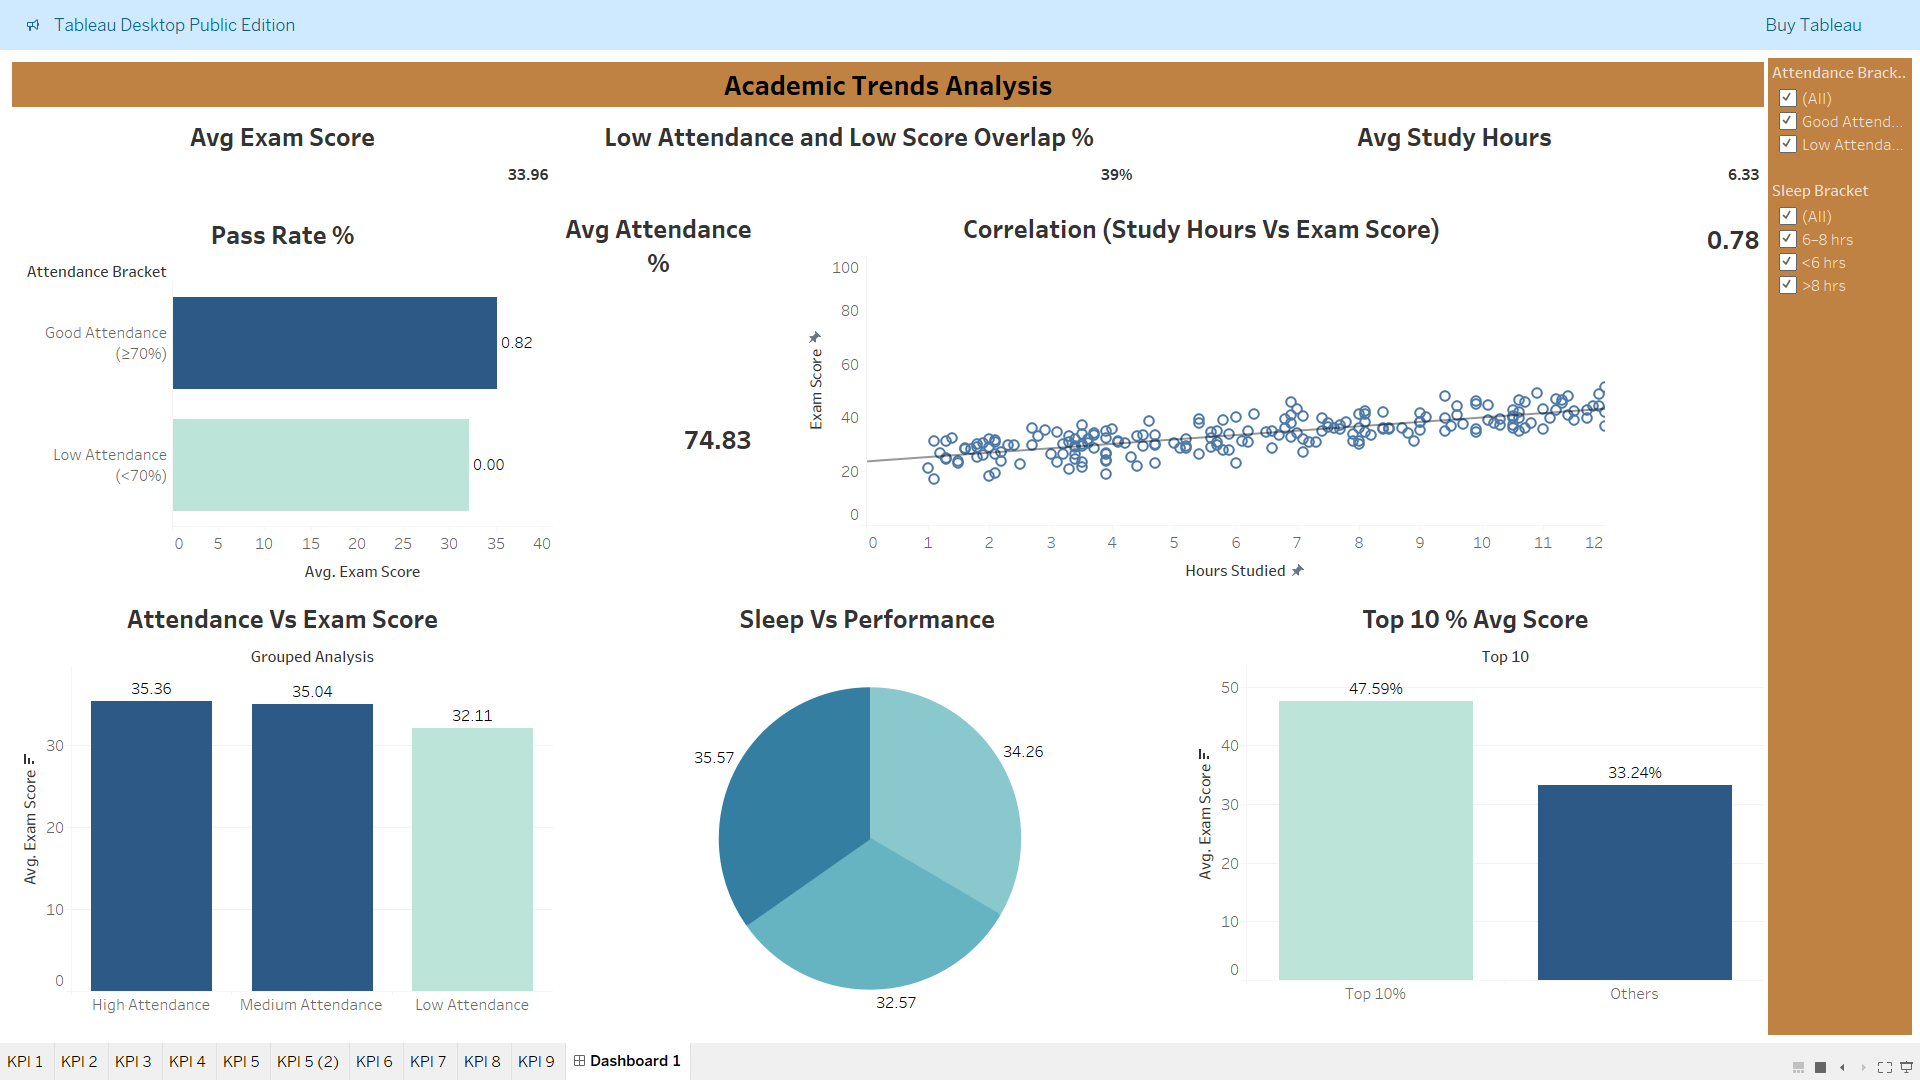 Tableau Desktop Public Edition
Buy Tableau
Academic Trends Analysis
Avg Exam Score
33.96
Low Attendance and Low Score Overlap %
39%
Avg Study Hours
6.33
Pass Rate %
Attendance Bracket
Good Attendance
(≥70%)
0.82
Low Attendance
(<70%)
0.00
0 5 10 15 20 25 30 35 40
Avg. Exam Score
Avg Attendance
%
74.83
Correlation (Study Hours Vs Exam Score)
0.78
Exam Score
100
80
60
40
20
0
0 1 2 3 4 5 6 7 8 9 10 11 12
Hours Studied
Attendance Vs Exam Score
Grouped Analysis
35.36
35.04
32.11
Avg. Exam Score
30
20
10
0
High Attendance
Medium Attendance
Low Attendance
Sleep Vs Performance
35.57
34.26
32.57
Top 10 % Avg Score
Top 10
47.59%
33.24%
Avg. Exam Score
50
40
30
20
10
0
Top 10%
Others
Attendance Brack..
(All)
Good Attend...
Low Attenda...
Sleep Bracket
(All)
6–8 hrs
<6 hrs
>8 hrs
KPI 1
KPI 2
KPI 3
KPI 4
KPI 5
KPI 5 (2)
KPI 6
KPI 7
KPI 8
KPI 9
Dashboard 1